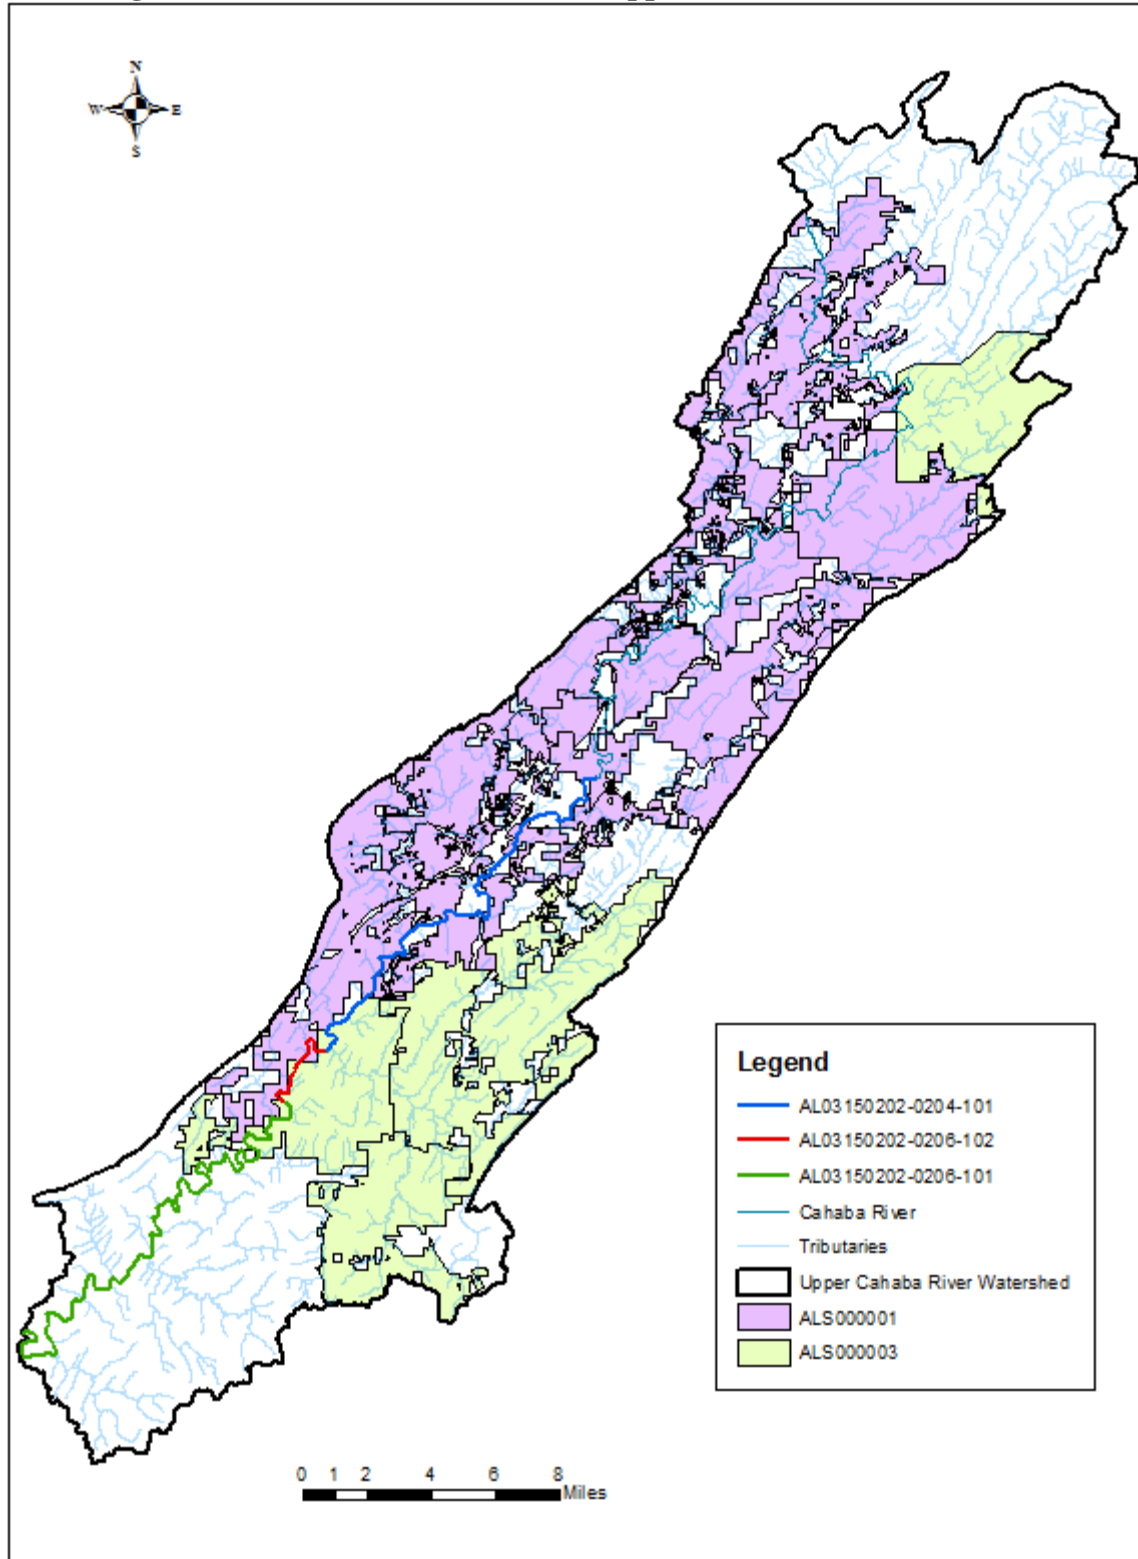 N
W E
S
Legend
AL03150202-0204-101
AL03150202-0206-102
AL03150202-0206-101
Cahaba River
Tributaries
Upper Cahaba River Watershed
ALS000001
ALS000003
0 1 2 4 6 8
Miles